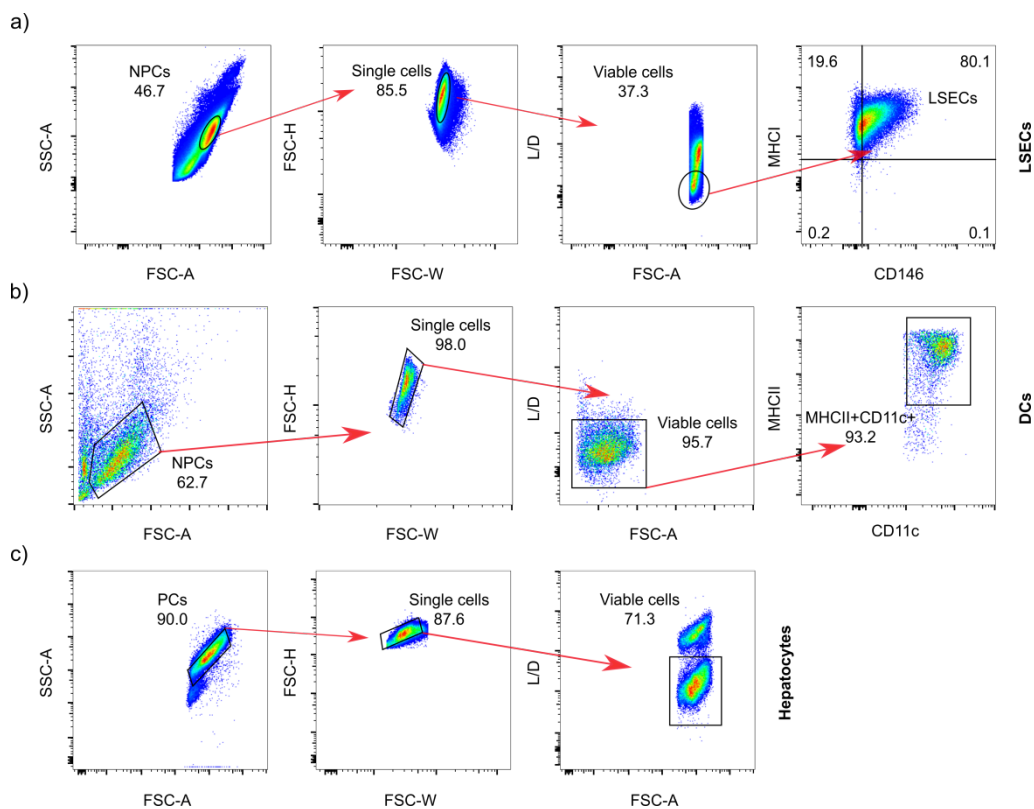 a)
SSC-A
NPCs
46.7
FSC-A
FSC-H
Single cells
85.5
FSC-W
L/D
Viable cells
37.3
FSC-A
MHCI
19.6
80.1
LSECs
0.2
0.1
CD146
LSECs
b)
SSC-A
NPCs
62.7
FSC-A
FSC-H
Single cells
98.0
FSC-W
L/D
Viable cells
95.7
FSC-A
MHCII
MHCII+CD11c+
93.2
CD11c
DCs
c)
SSC-A
PCs
90.0
FSC-A
FSC-H
Single cells
87.6
FSC-W
L/D
Viable cells
71.3
FSC-A
Hepatocytes